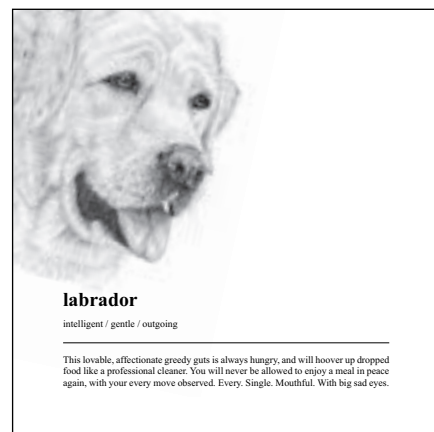 labrador
intelligent / gentle / outgoing
This lovable, affectionate greedy guts is always hungry, and will hoover up dropped
food like a professional cleaner. You will never be allowed to enjoy a meal in peace
again, with your every move observed. Every. Single. Mouthful. With big sad eyes.